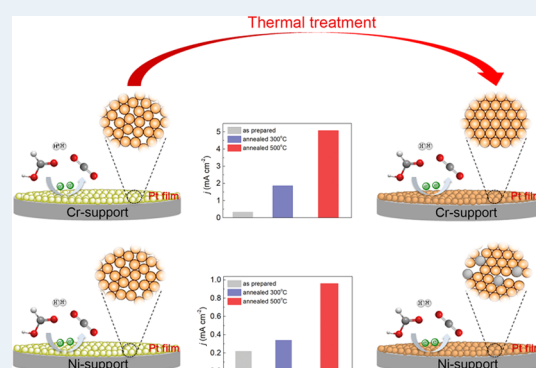 Thermal treatment
H H
Pt film
Cr-support
5
4
3
2
1
0
j (mA cm⁻²)
as prepared
annealed 300°C
annealed 500°C
H H
Pt film
Cr-support
H H
Pt film
Ni-support
1.0
0.8
0.6
0.4
0.2
0.0
j (mA cm⁻²)
as prepared
annealed 300°C
annealed 500°C
H H
Pt film
Ni-support